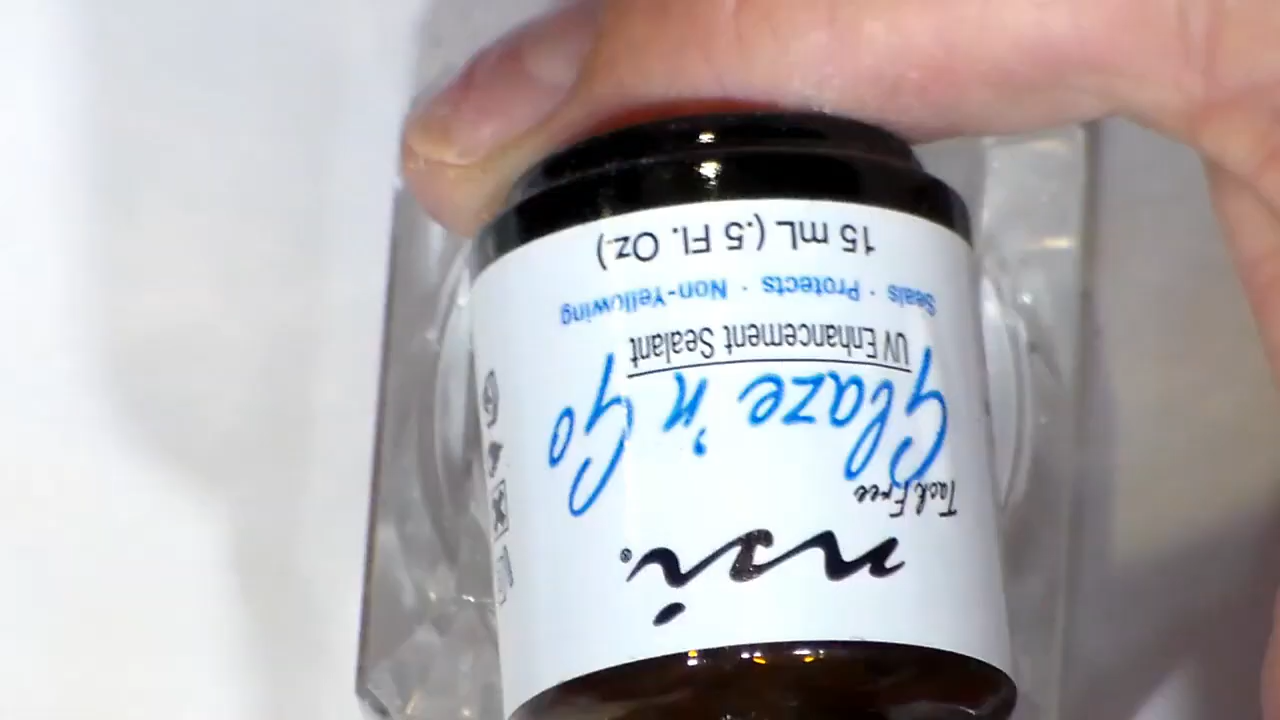 nsi.®
Tack Free
Glaze 'n Go
UV Enhancement Sealant
Seals · Protects · Non-Yellowing
15 mL (.5 Fl. Oz.)